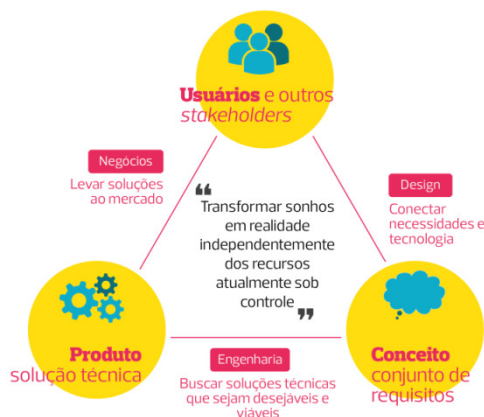 Usuários e outros
stakeholders
Negócios
Levar soluções
ao mercado
Design
Conectar
necessidades e
tecnologia
“
Transformar sonhos
em realidade
independentemente
dos recursos
atualmente sob
controle
”
Produto
solução técnica
Engenharia
Buscar soluções técnicas
que sejam desejáveis e
viáveis
Conceito
conjunto de
requisitos